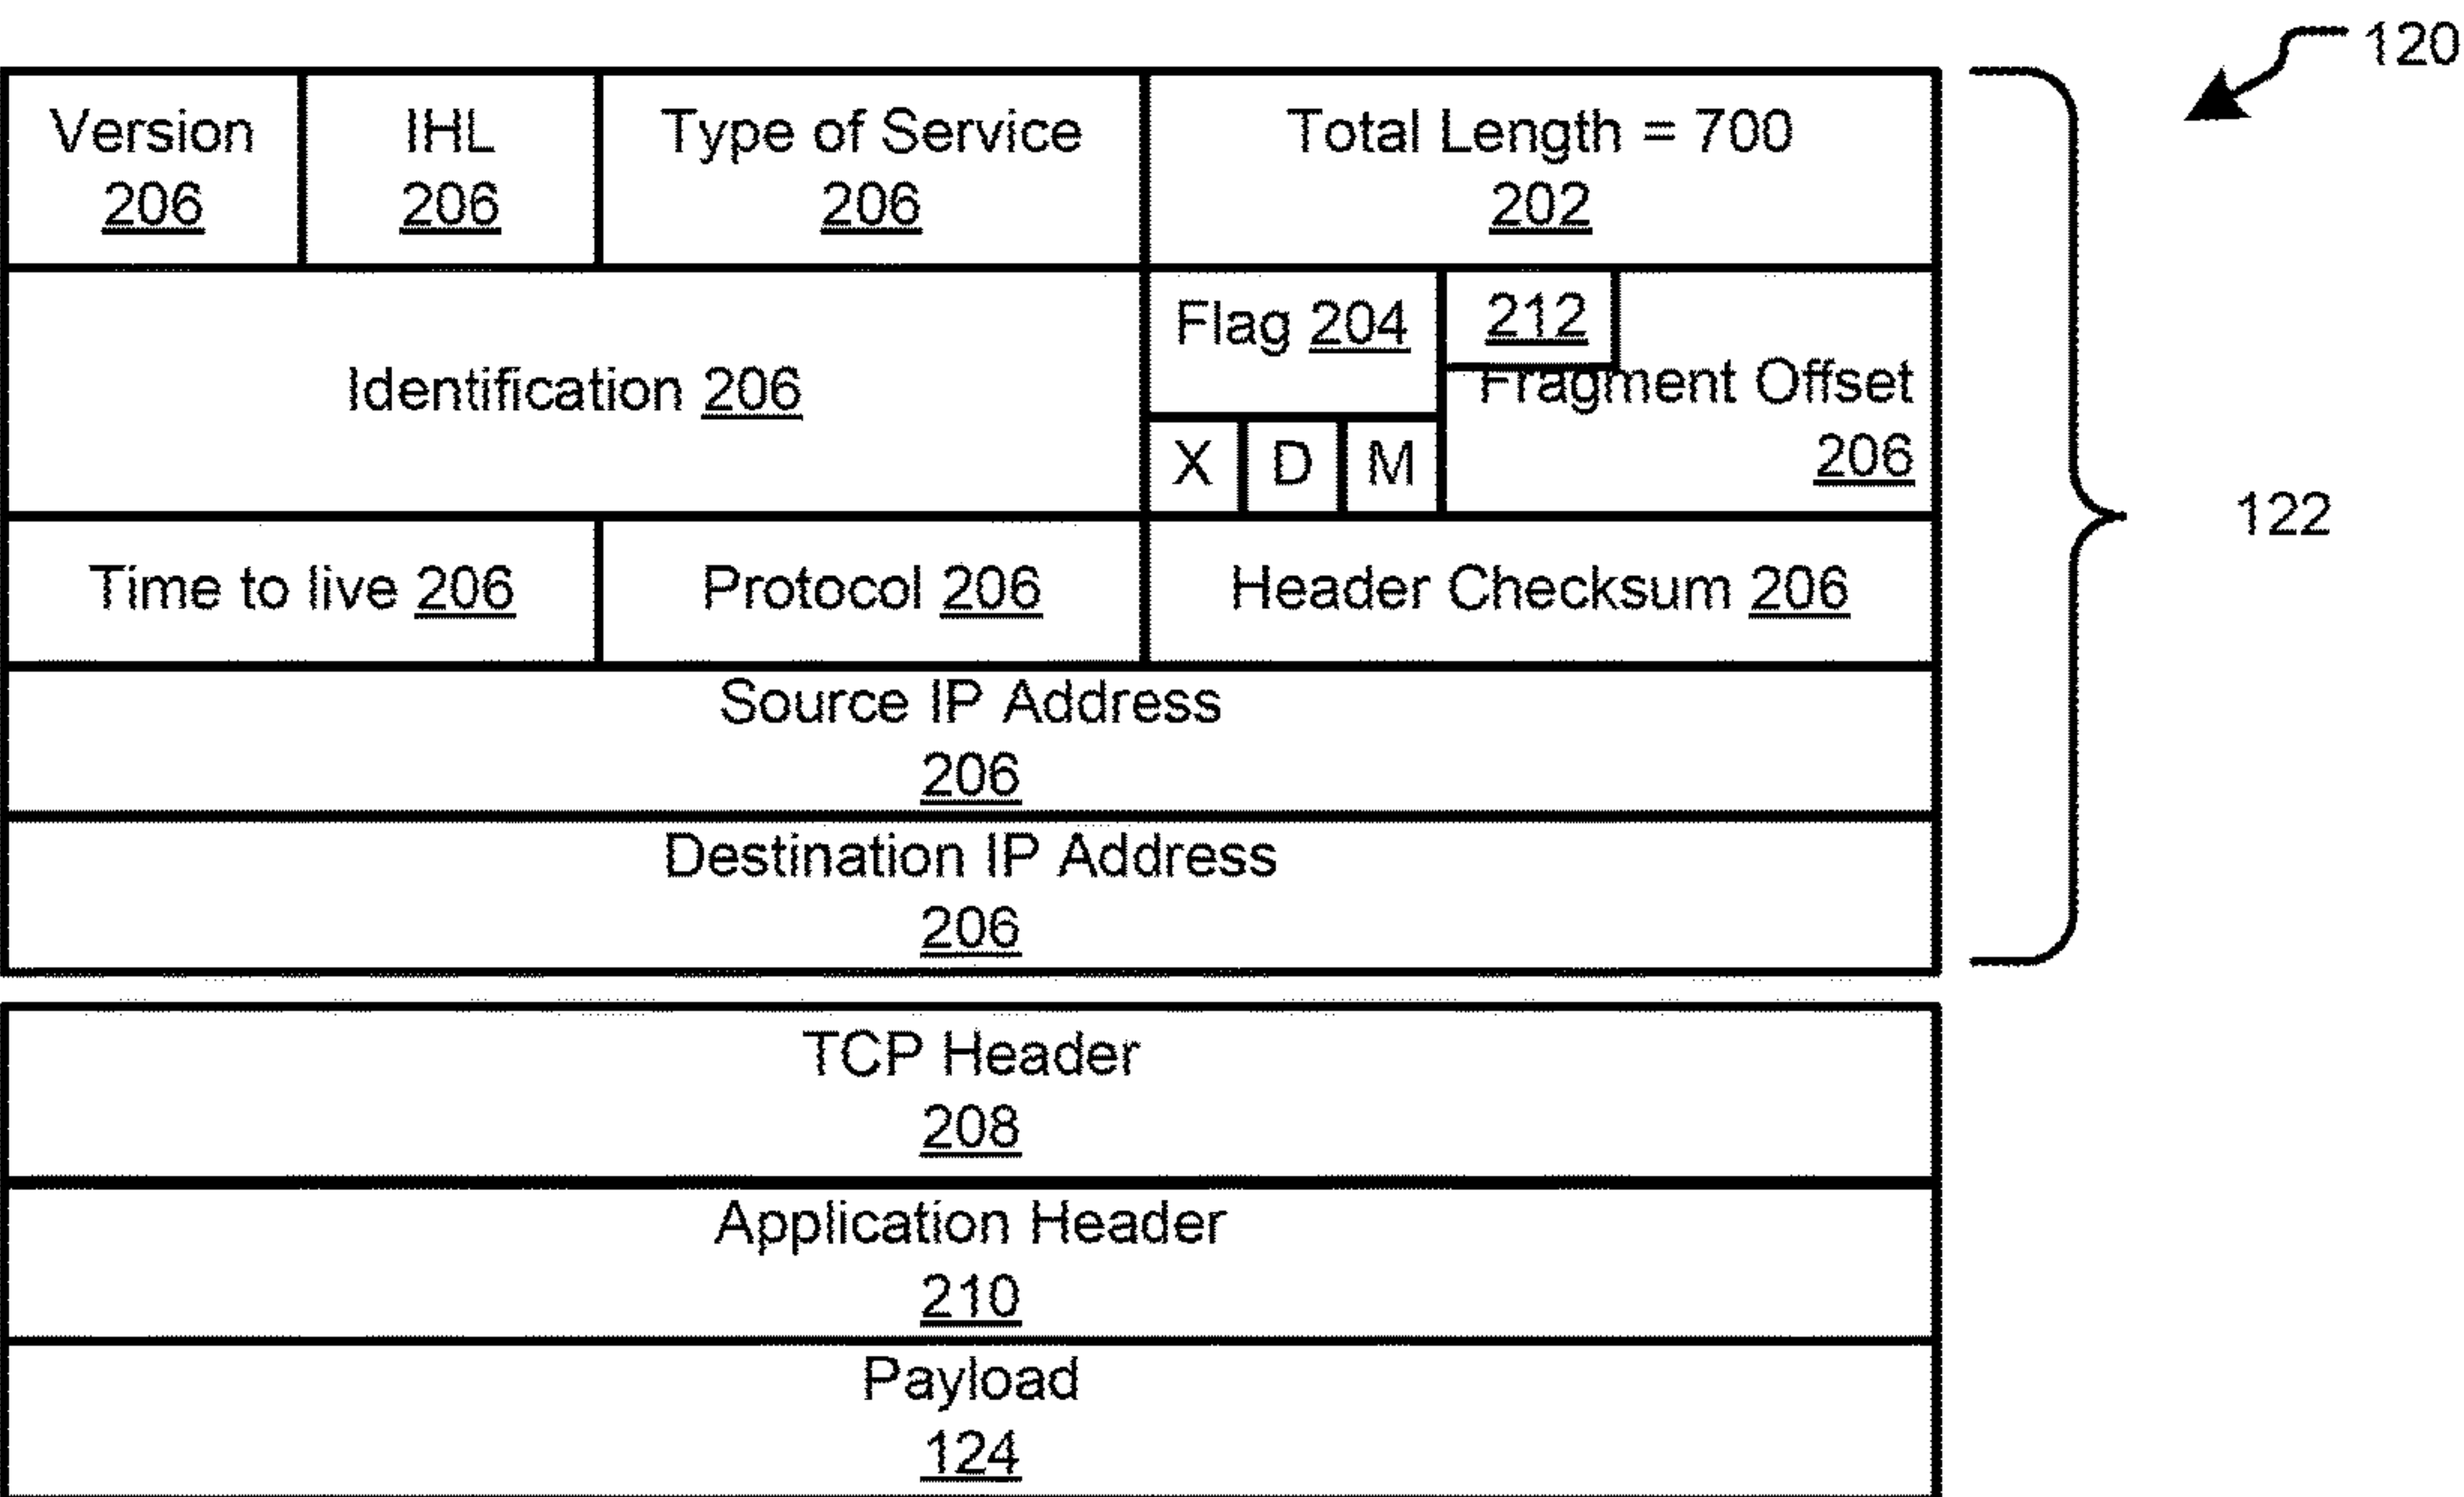 120
Version
206
IHL
206
Type of Service
206
Total Length = 700
202
Identification 206
Flag 204
X D M
212
Fragment Offset
206
122
Time to live 206
Protocol 206
Header Checksum 206
Source IP Address
206
Destination IP Address
206
TCP Header
208
Application Header
210
Payload
124